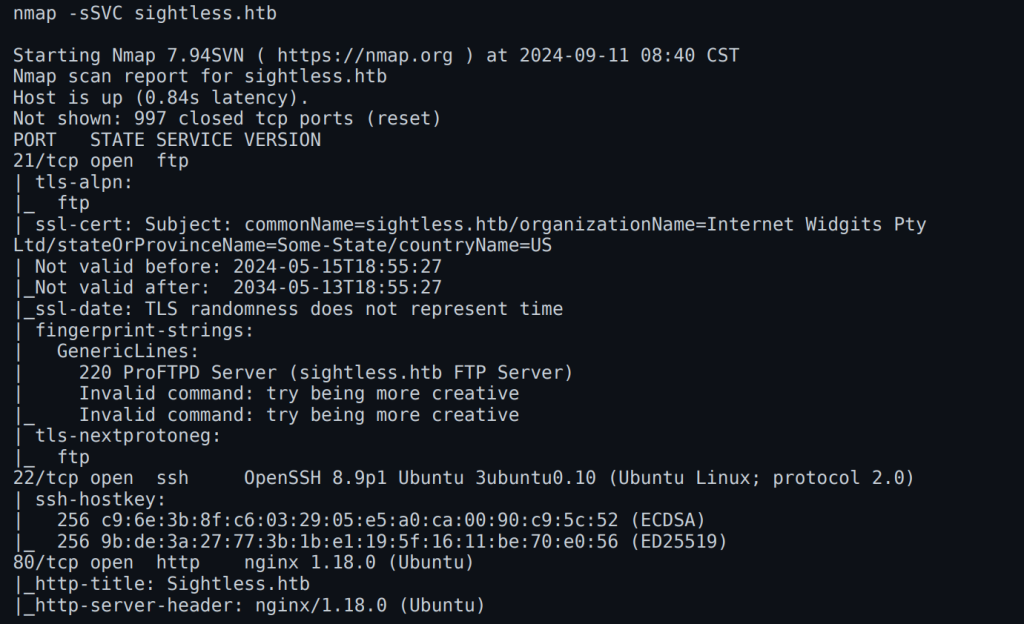 nmap -sSVC sightless.htb
Starting Nmap 7.94SVN ( https://nmap.org ) at 2024-09-11 08:40 CST
Nmap scan report for sightless.htb
Host is up (0.84s latency).
Not shown: 997 closed tcp ports (reset)
PORT   STATE SERVICE VERSION
21/tcp open  ftp
| tls-alpn:
|_  ftp
| ssl-cert: Subject: commonName=sightless.htb/organizationName=Internet Widgits Pty
Ltd/stateOrProvinceName=Some-State/countryName=US
| Not valid before: 2024-05-15T18:55:27
|_Not valid after:  2034-05-13T18:55:27
|_ssl-date: TLS randomness does not represent time
| fingerprint-strings:
|   GenericLines:
|     220 ProFTPD Server (sightless.htb FTP Server)
|     Invalid command: try being more creative
|_    Invalid command: try being more creative
| tls-nextprotoneg:
|_  ftp
22/tcp open  ssh     OpenSSH 8.9p1 Ubuntu 3ubuntu0.10 (Ubuntu Linux; protocol 2.0)
| ssh-hostkey:
|   256 c9:6e:3b:8f:c6:03:29:05:e5:a0:ca:00:90:c9:5c:52 (ECDSA)
|_  256 9b:de:3a:27:77:3b:1b:e1:19:5f:16:11:be:70:e0:56 (ED25519)
80/tcp open  http    nginx 1.18.0 (Ubuntu)
|_http-title: Sightless.htb
|_http-server-header: nginx/1.18.0 (Ubuntu)